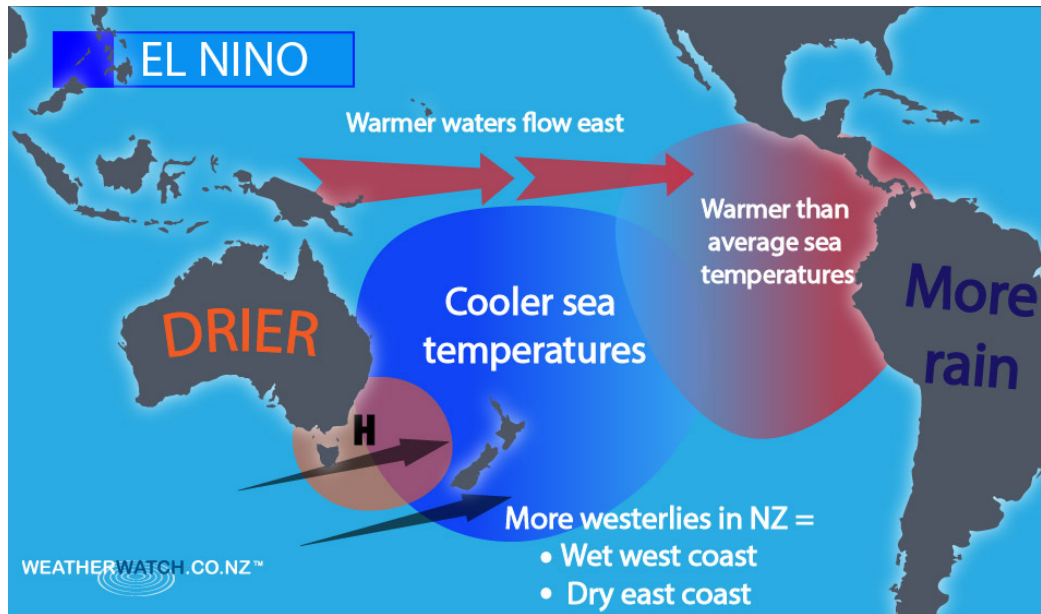 EL NINO
Warmer waters flow east
Warmer than
average sea
temperatures
Cooler sea
temperatures
More
rain
DRIER
H
More westerlies in NZ =
• Wet west coast
• Dry east coast
WEATHERWATCH.CO.NZ™